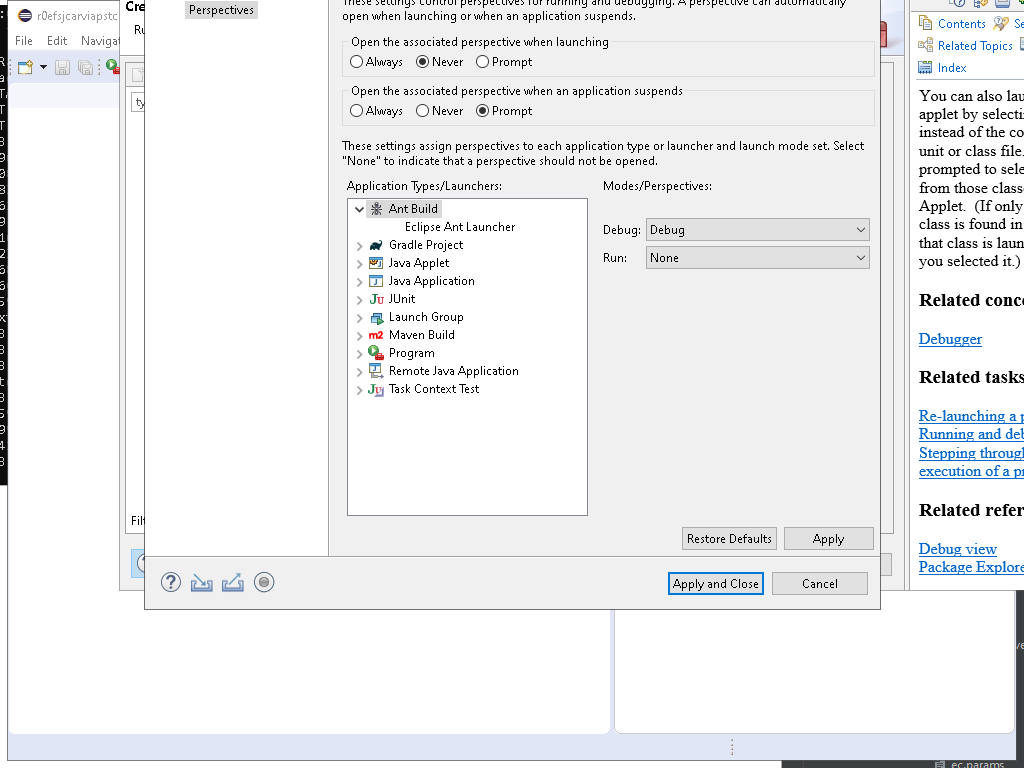 r0efsjcarviapstc
File Edit Navigat
Cre
Ru
ty
Filt
Perspectives
These settings control perspectives for running and debugging. A perspective can automatically
open when launching or when an application suspends.
Open the associated perspective when launching
Always Never Prompt
Open the associated perspective when an application suspends
Always Never Prompt
These settings assign perspectives to each application type or launcher and launch mode set. Select
"None" to indicate that a perspective should not be opened.
Application Types/Launchers:
Ant Build
Eclipse Ant Launcher
Gradle Project
Java Applet
Java Application
JUnit
Launch Group
Maven Build
Program
Remote Java Application
Task Context Test
Modes/Perspectives:
Debug: Debug
Run: None
Restore Defaults Apply
Apply and Close Cancel
Contents Se
Related Topics
Index
You can also lau
applet by selecti
instead of the co
unit or class file.
prompted to sele
from those classe
Applet. (If only
class is found in
that class is laun
you selected it.)
Related conce
Debugger
Related tasks
Re-launching a p
Running and deb
Stepping through
execution of a pr
Related refer
Debug view
Package Explore
ec.params